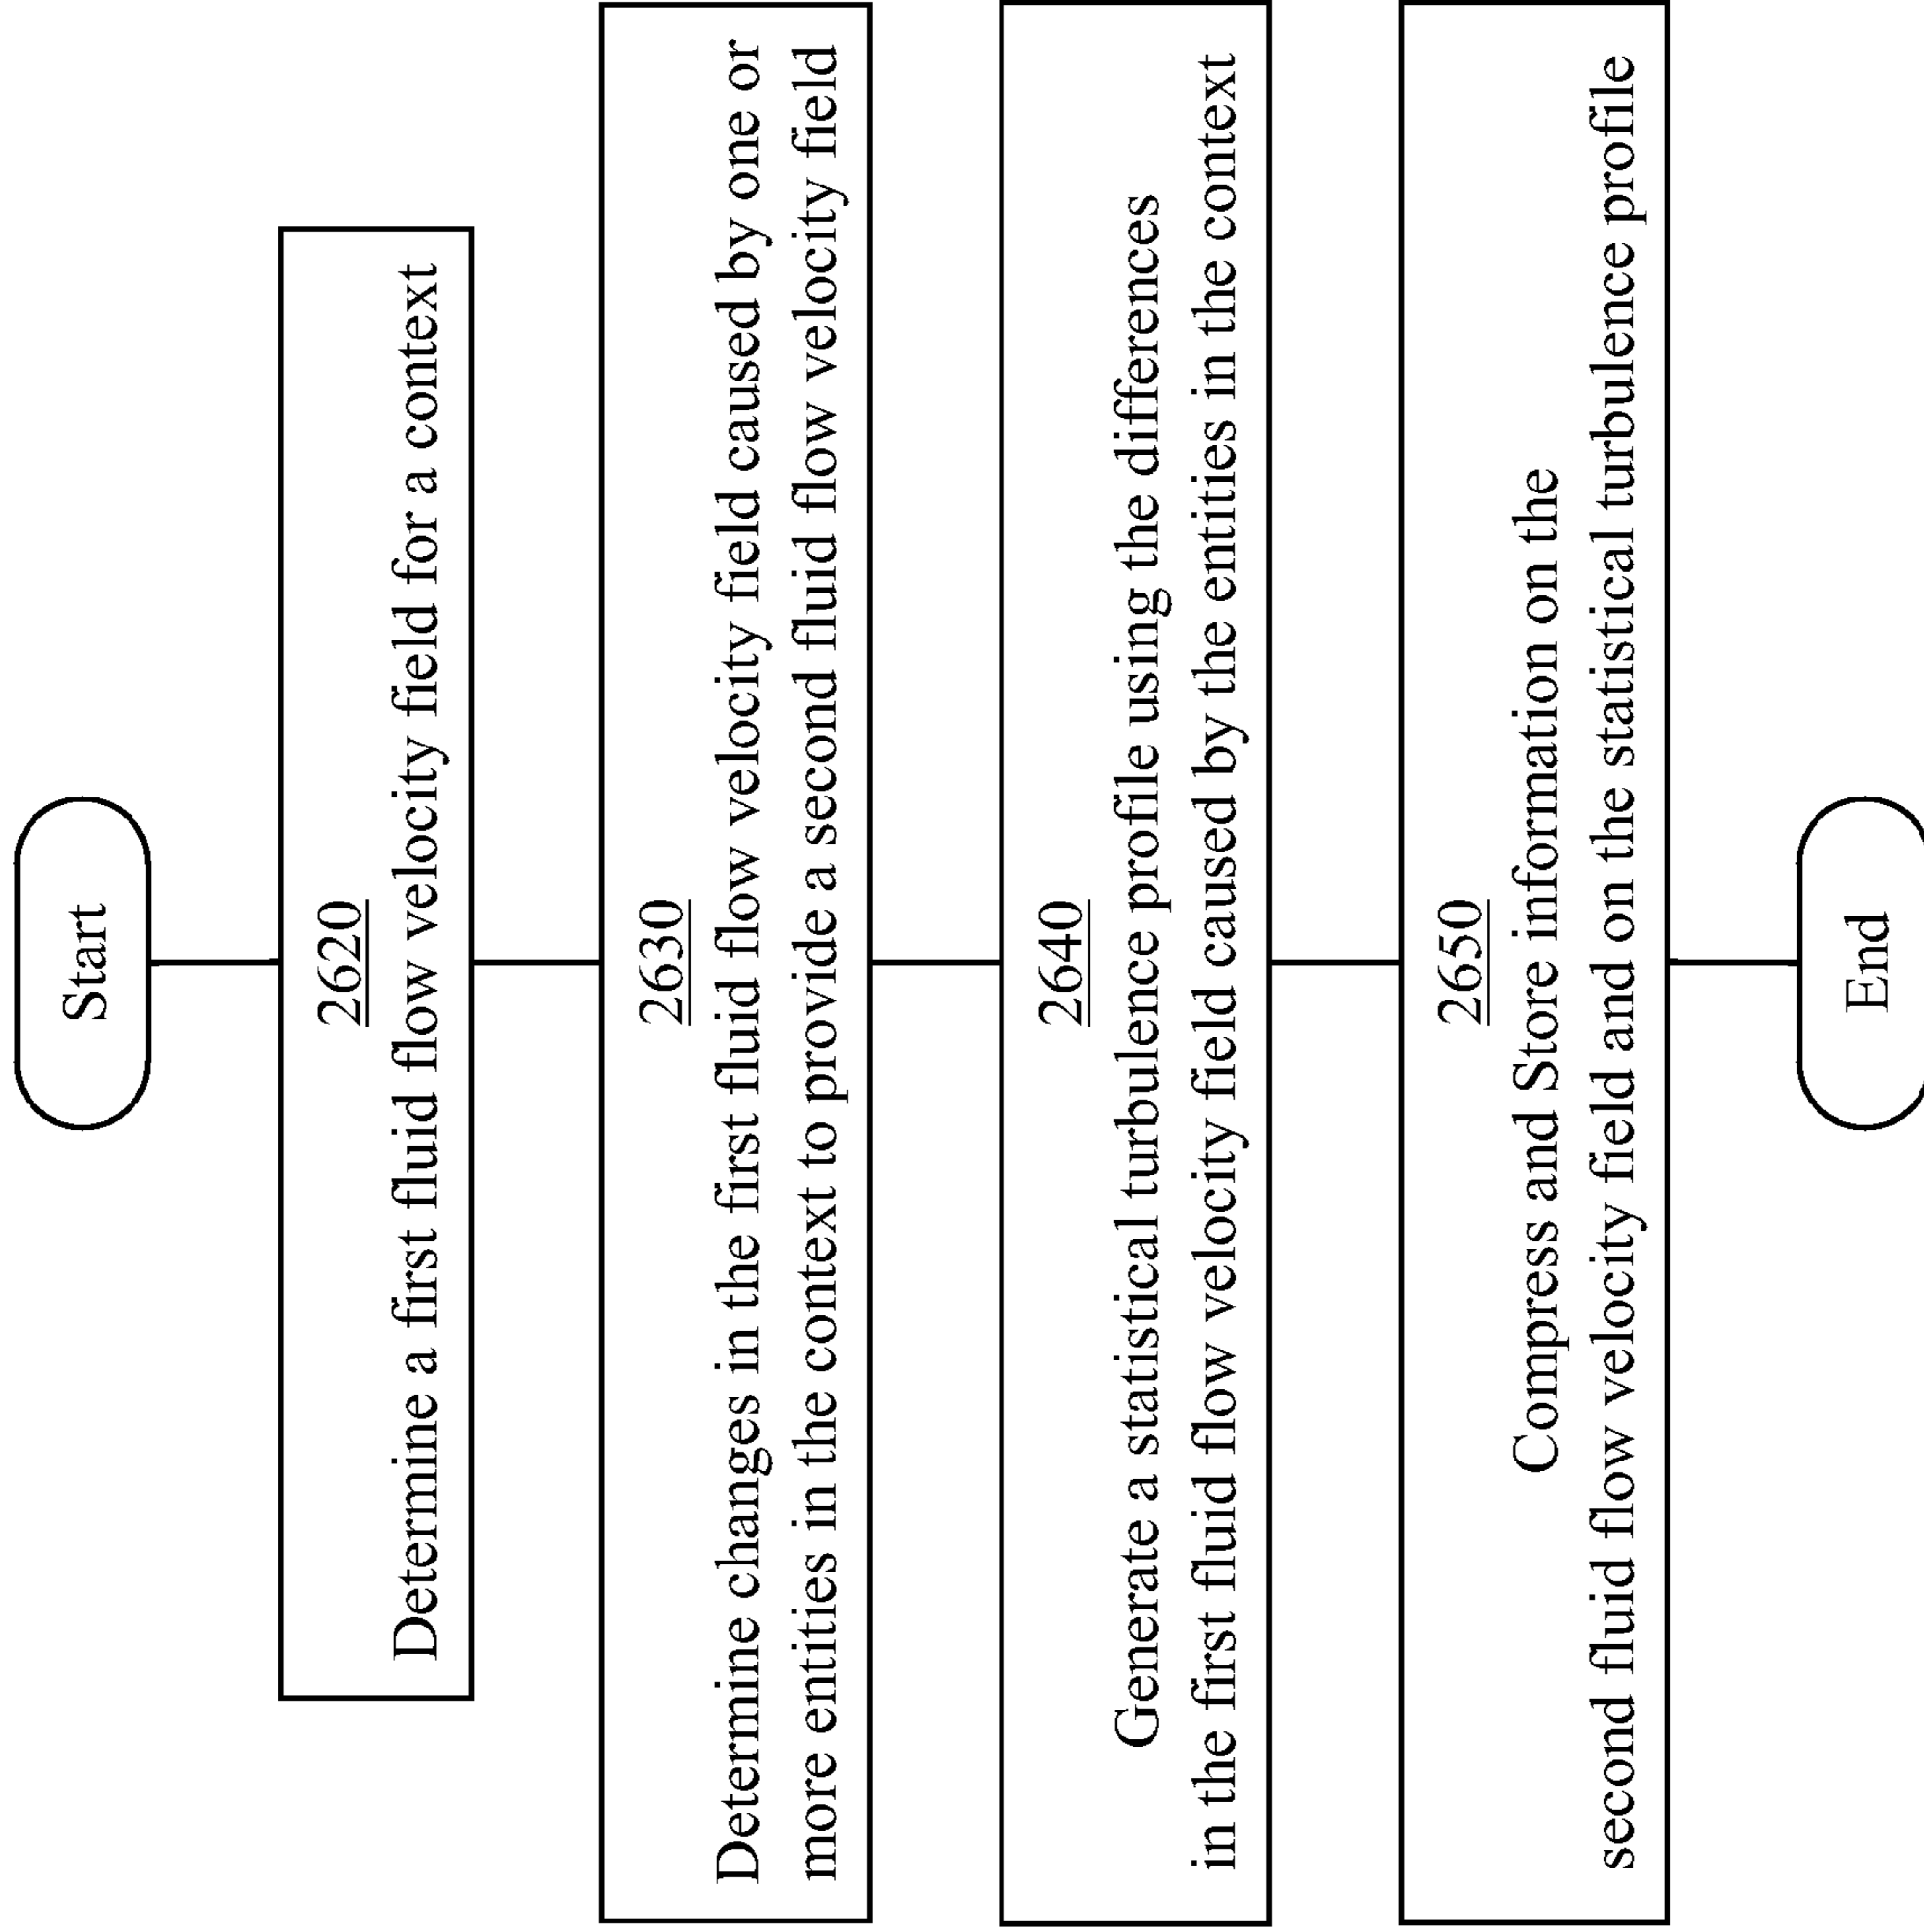 Start
2620
Determine a first fluid flow velocity field for a context
2630
Determine changes in the first fluid flow velocity field caused by one or
more entities in the context to provide a second fluid flow velocity field
2640
Generate a statistical turbulence profile using the differences
in the first fluid flow velocity field caused by the entities in the context
2650
Compress and Store information on the
second fluid flow velocity field and on the statistical turbulence profile
End